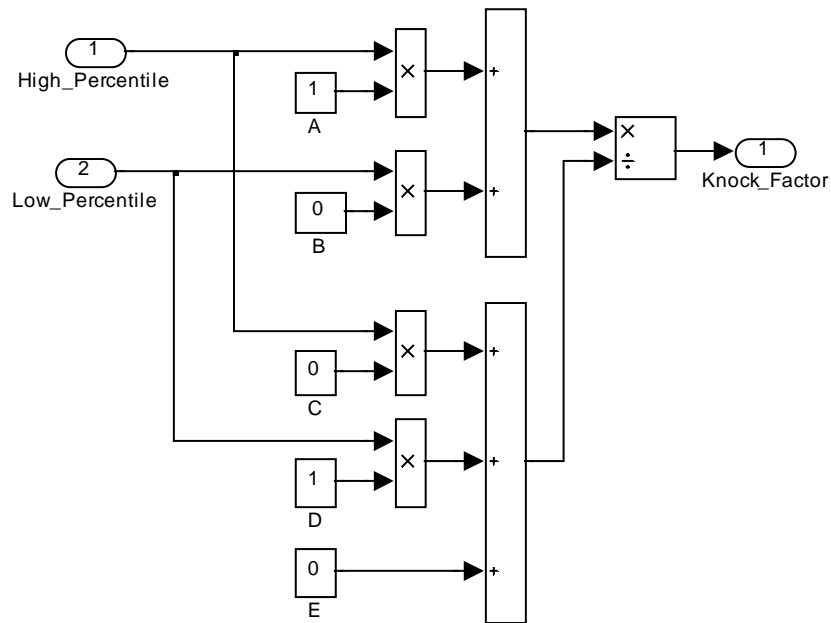 1
High_Percentile
×
+
1
A
×
÷
1
Knock_Factor
2
Low_Percentile
×
+
0
B
×
+
0
C
×
+
1
D
0
+
E